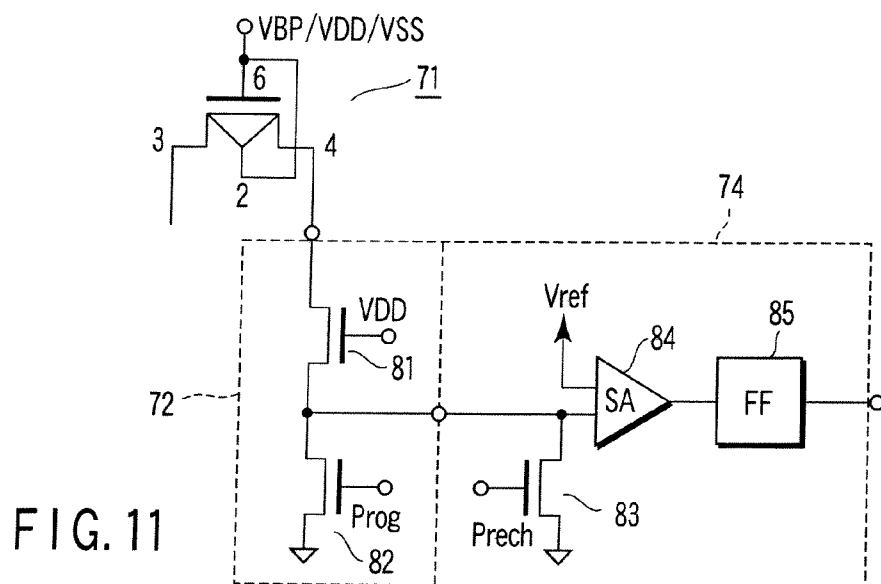 VBP/VDD/VSS
6
71
3
4
2
74
VDD
Vref
84
85
81
SA
FF
72
Prog
82
Prech
83
FIG. 11